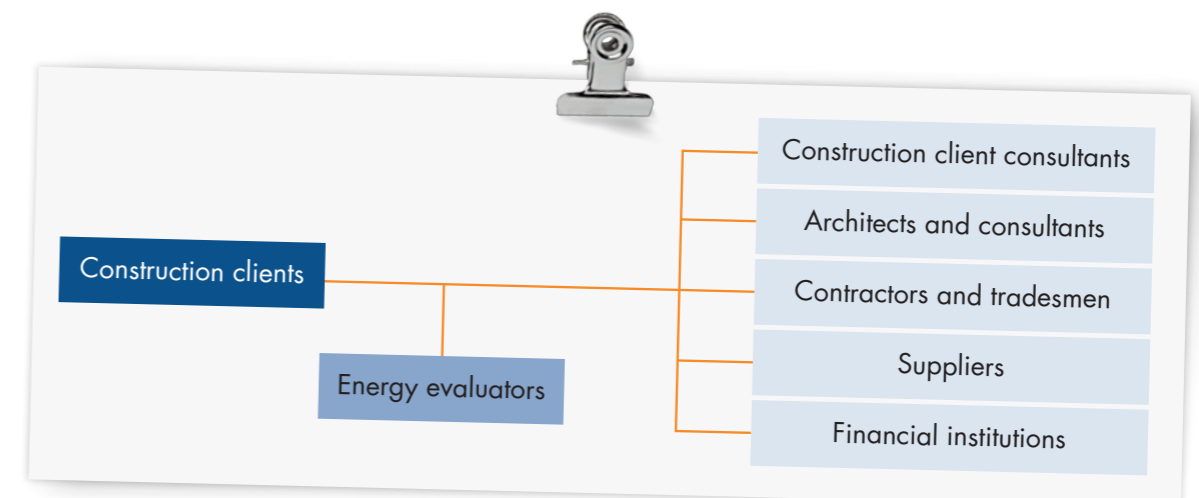 Construction clients
Energy evaluators
Construction client consultants
Architects and consultants
Contractors and tradesmen
Suppliers
Financial institutions